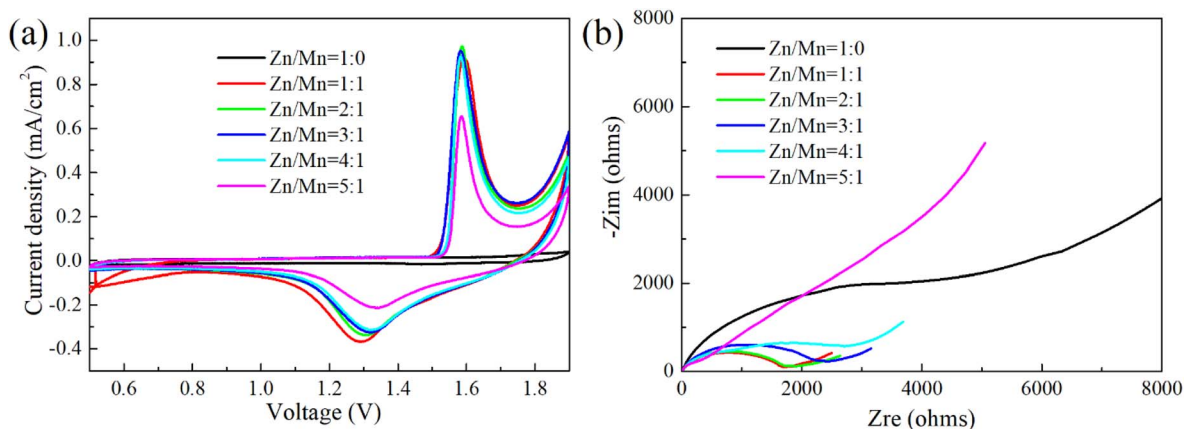 (a)
1.0
0.8
0.6
0.4
0.2
0.0
-0.2
-0.4
Current density (mA/cm²)
Zn/Mn=1:0
Zn/Mn=1:1
Zn/Mn=2:1
Zn/Mn=3:1
Zn/Mn=4:1
Zn/Mn=5:1
0.6 0.8 1.0 1.2 1.4 1.6 1.8
Voltage (V)
(b)
8000
6000
4000
2000
0
-Zim (ohms)
Zn/Mn=1:0
Zn/Mn=1:1
Zn/Mn=2:1
Zn/Mn=3:1
Zn/Mn=4:1
Zn/Mn=5:1
0 2000 4000 6000 8000
Zre (ohms)